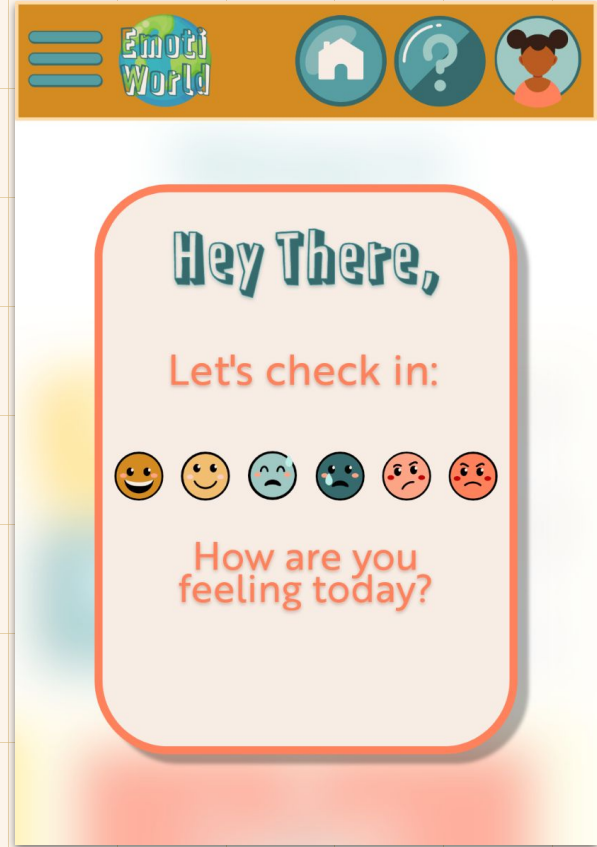 Emoti
World
?
Hey There,
Let's check in:
How are you
feeling today?